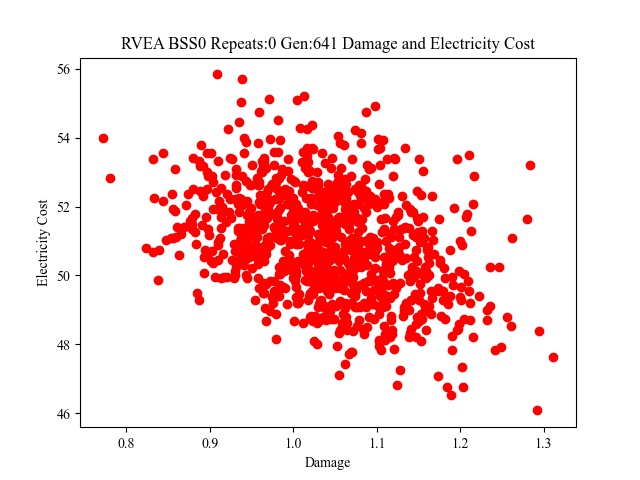 RVEA BSS0 Repeats:0 Gen:641 Damage and Electricity Cost
56
54
52
50
48
46
Electricity Cost
0.8 0.9 1.0 1.1 1.2 1.3
Damage